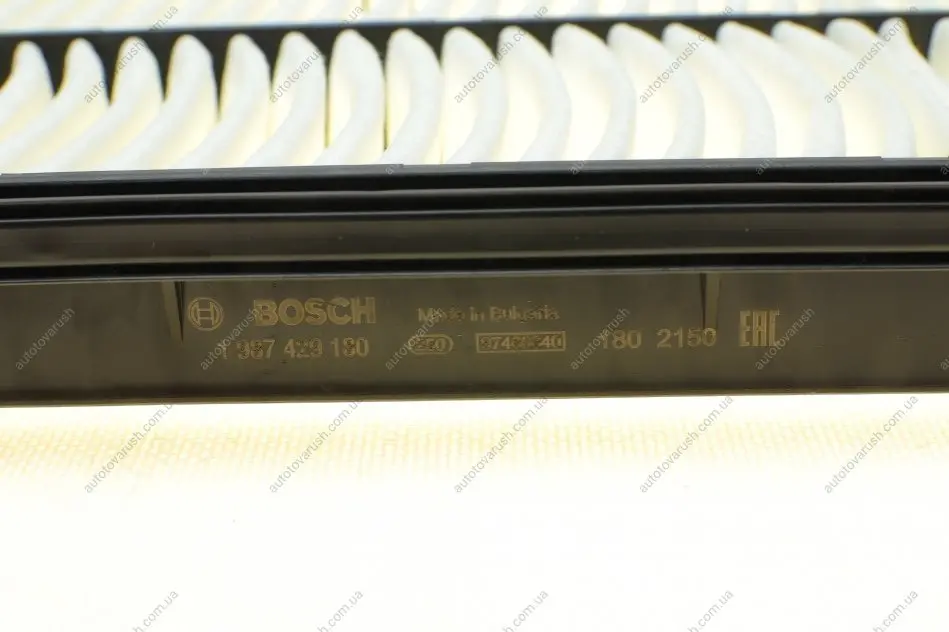 BOSCH Made in Bulgaria
1 987 429 180 180 2150 EAC
autotovarush.com.ua